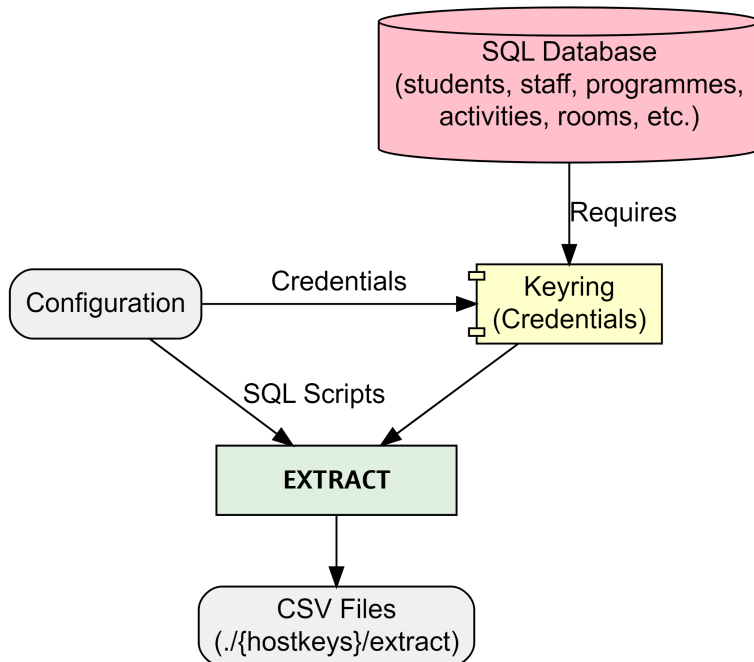 SQL Database
(students, staff, programmes,
activities, rooms, etc.)
Requires
Configuration
Credentials
Keyring
(Credentials)
SQL Scripts
EXTRACT
CSV Files
(./{hostkeys}/extract)